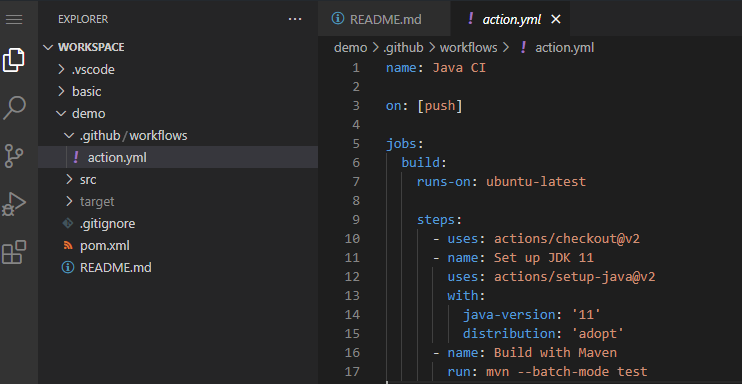 EXPLORER
WORKSPACE
.vscode
basic
demo
.github/workflows
! action.yml
src
target
.gitignore
pom.xml
README.md
README.md
! action.yml
demo > .github > workflows > ! action.yml
1 name: Java CI
2
3 on: [push]
4
5 jobs:
6   build:
7     runs-on: ubuntu-latest
8
9     steps:
10       - uses: actions/checkout@v2
11       - name: Set up JDK 11
12         uses: actions/setup-java@v2
13         with:
14           java-version: '11'
15           distribution: 'adopt'
16       - name: Build with Maven
17         run: mvn --batch-mode test